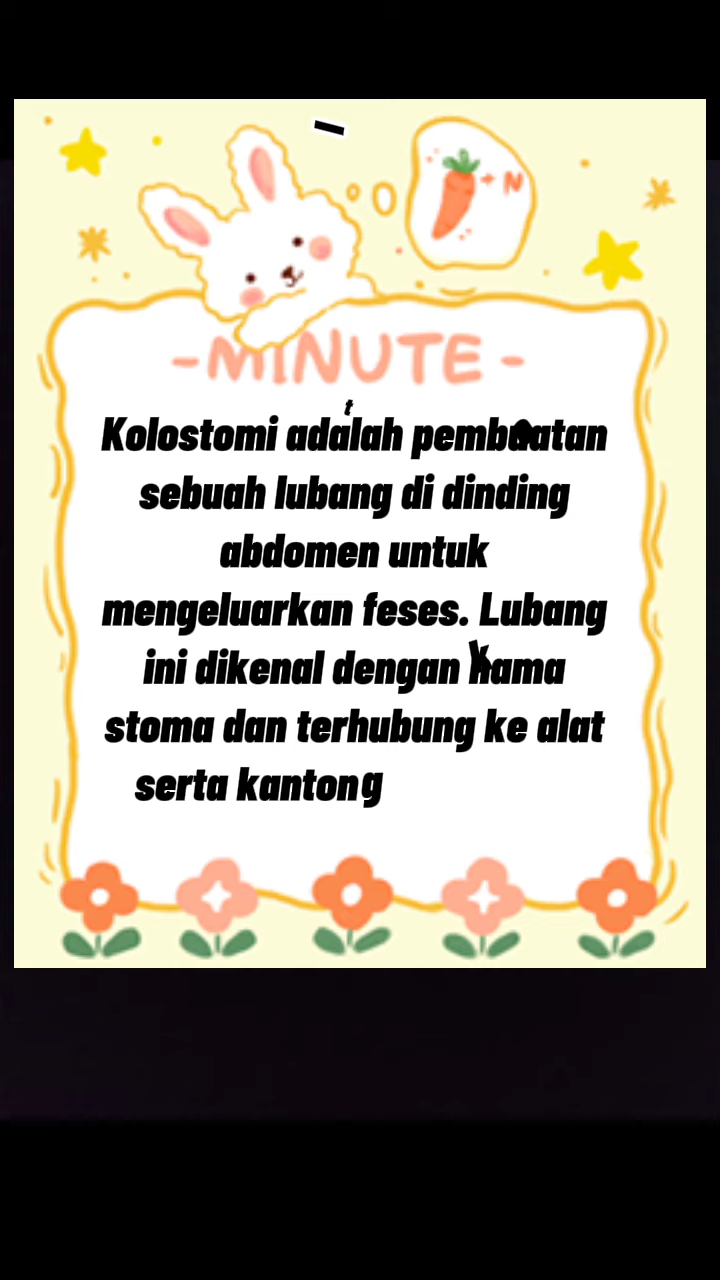 + N
-MINUTE -
Kolostomi adalah pembuatan
sebuah lubang di dinding
abdomen untuk
mengeluarkan feses. Lubang
ini dikenal dengan nama
stoma dan terhubung ke alat
serta kantong